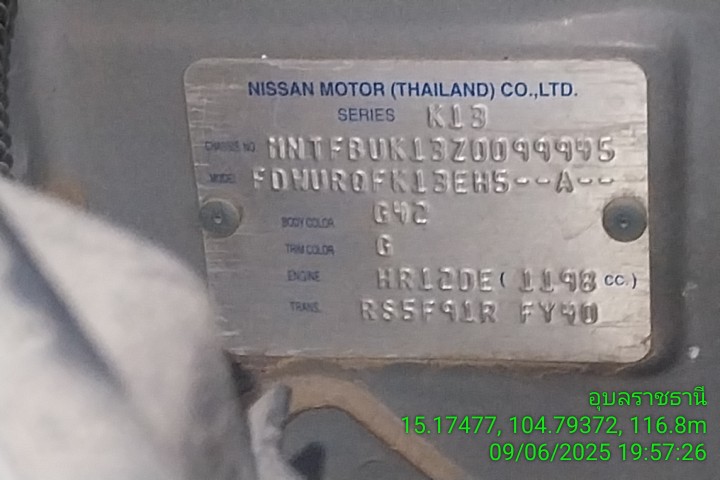 NISSAN MOTOR (THAILAND) CO.,LTD.
SERIES K13
CHASSIS NO MNTFBUK13Z0099945
MODEL FDWURQFK13EH5--A--
BODY COLOR G42
TRIM COLOR G
ENGINE HR12DE ( 1198 CC.)
TRANS. RS5F91R FY40
อุบลราชธานี
15.17477, 104.79372, 116.8m
09/06/2025 19:57:26